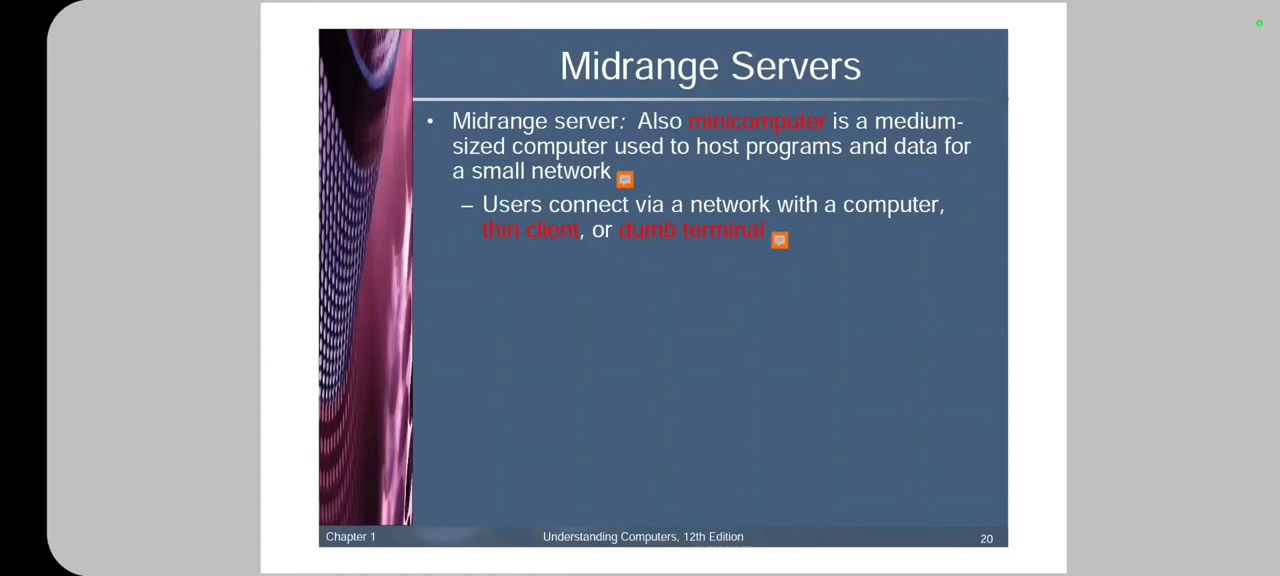 Midrange Servers
• Midrange server: Also minicomputer is a medium-
sized computer used to host programs and data for
a small network
– Users connect via a network with a computer,
thin client, or dumb terminal
Chapter 1
Understanding Computers, 12th Edition
20